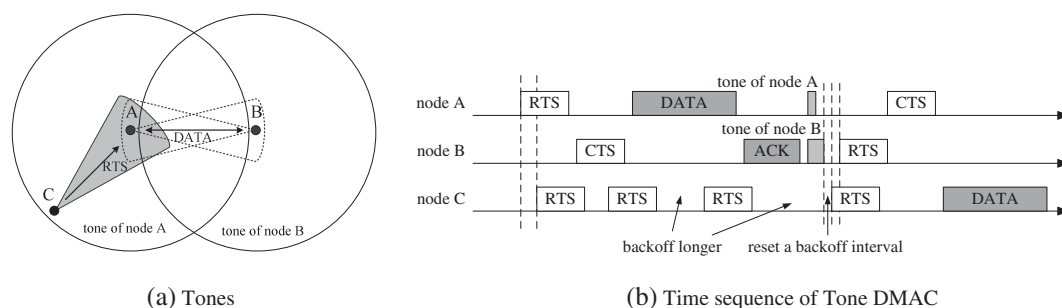 A
B
DATA
RTS
C
tone of node A
tone of node B
(a) Tones
tone of node A
node A
RTS
DATA
CTS
tone of node B
node B
CTS
ACK
RTS
node C
RTS
RTS
RTS
RTS
DATA
backoff longer
reset a backoff interval
(b) Time sequence of Tone DMAC